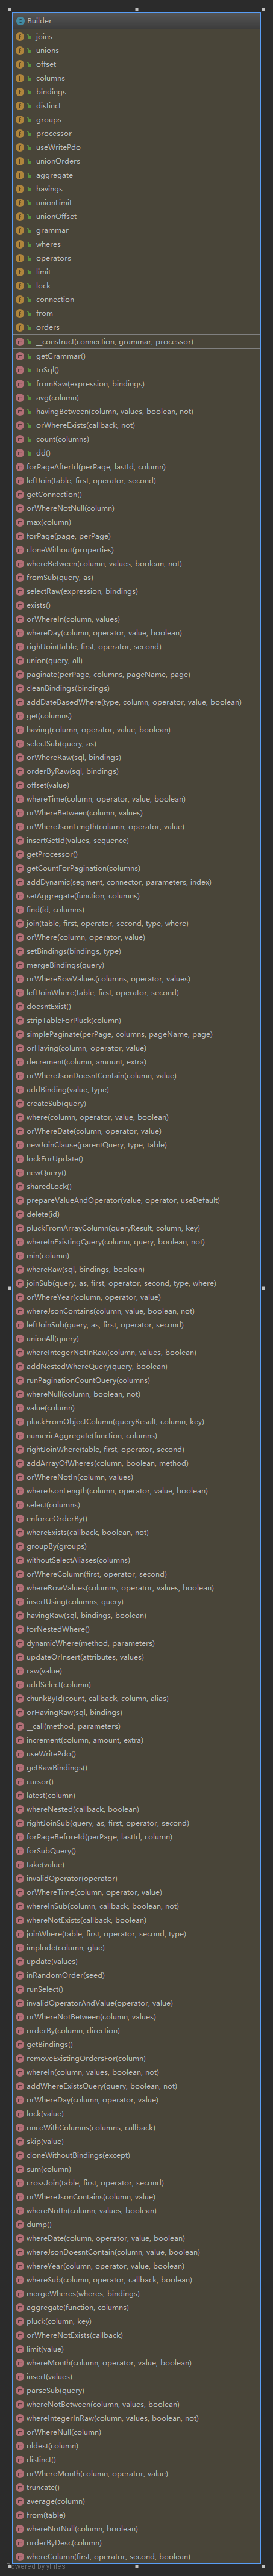 Builder
joins
unions
offset
columns
bindings
distinct
groups
processor
useWritePdo
unionOrders
aggregate
havings
unionLimit
unionOffset
grammar
wheres
operators
limit
lock
connection
from
orders
__construct(connection, grammar, processor)
getGrammar()
toSql()
fromRaw(expression, bindings)
avg(column)
havingBetween(column, values, boolean, not)
orWhereExists(callback, not)
count(columns)
dd()
forPageAfterId(perPage, lastId, column)
leftJoin(table, first, operator, second)
getConnection()
orWhereNotNull(column)
max(column)
forPage(page, perPage)
cloneWithout(properties)
whereBetween(column, values, boolean, not)
fromSub(query, as)
selectRaw(expression, bindings)
exists()
orWhereIn(column, values)
whereDay(column, operator, value, boolean)
rightJoin(table, first, operator, second)
union(query, all)
paginate(perPage, columns, pageName, page)
cleanBindings(bindings)
addDateBasedWhere(type, column, operator, value, boolean)
get(columns)
having(column, operator, value, boolean)
selectSub(query, as)
orWhereRaw(sql, bindings)
orderByRaw(sql, bindings)
offset(value)
whereTime(column, operator, value, boolean)
orWhereBetween(column, values)
orWhereJsonLength(column, operator, value)
insertGetId(values, sequence)
getProcessor()
getCountForPagination(columns)
addDynamic(segment, connector, parameters, index)
setAggregate(function, columns)
find(id, columns)
join(table, first, operator, second, type, where)
orWhere(column, operator, value)
setBindings(bindings, type)
mergeBindings(query)
orWhereRowValues(columns, operator, values)
leftJoinWhere(table, first, operator, second)
doesntExist()
stripTableForPluck(column)
simplePaginate(perPage, columns, pageName, page)
orHaving(column, operator, value)
decrement(column, amount, extra)
orWhereJsonDoesntContain(column, value)
addBinding(value, type)
createSub(query)
where(column, operator, value, boolean)
orWhereDate(column, operator, value)
newJoinClause(parentQuery, type, table)
lockForUpdate()
newQuery()
sharedLock()
prepareValueAndOperator(value, operator, useDefault)
delete(id)
pluckFromArrayColumn(queryResult, column, key)
whereInExistingQuery(column, query, boolean, not)
min(column)
whereRaw(sql, bindings, boolean)
joinSub(query, as, first, operator, second, type, where)
orWhereYear(column, operator, value)
whereJsonContains(column, value, boolean, not)
leftJoinSub(query, as, first, operator, second)
unionAll(query)
whereIntegerNotInRaw(column, values, boolean)
addNestedWhereQuery(query, boolean)
runPaginationCountQuery(columns)
whereNull(column, boolean, not)
value(column)
pluckFromObjectColumn(queryResult, column, key)
numericAggregate(function, columns)
rightJoinWhere(table, first, operator, second)
addArrayOfWheres(column, boolean, method)
orWhereNotIn(column, values)
whereJsonLength(column, operator, value, boolean)
select(columns)
enforceOrderBy()
whereExists(callback, boolean, not)
groupBy(groups)
withoutSelectAliases(columns)
orWhereColumn(first, operator, second)
whereRowValues(columns, operator, values, boolean)
insertUsing(columns, query)
havingRaw(sql, bindings, boolean)
forNestedWhere()
dynamicWhere(method, parameters)
updateOrInsert(attributes, values)
raw(value)
addSelect(column)
chunkById(count, callback, column, alias)
orHavingRaw(sql, bindings)
__call(method, parameters)
increment(column, amount, extra)
useWritePdo()
getRawBindings()
cursor()
latest(column)
whereNested(callback, boolean)
rightJoinSub(query, as, first, operator, second)
forPageBeforeId(perPage, lastId, column)
forSubQuery()
take(value)
invalidOperator(operator)
orWhereTime(column, operator, value)
whereInSub(column, callback, boolean, not)
whereNotExists(callback, boolean)
joinWhere(table, first, operator, second, type)
implode(column, glue)
update(values)
inRandomOrder(seed)
runSelect()
invalidOperatorAndValue(operator, value)
orWhereNotBetween(column, values)
orderBy(column, direction)
getBindings()
removeExistingOrdersFor(column)
whereIn(column, values, boolean, not)
addWhereExistsQuery(query, boolean, not)
orWhereDay(column, operator, value)
lock(value)
onceWithColumns(columns, callback)
skip(value)
cloneWithoutBindings(except)
sum(column)
crossJoin(table, first, operator, second)
orWhereJsonContains(column, value)
whereNotIn(column, values, boolean)
dump()
whereDate(column, operator, value, boolean)
whereJsonDoesntContain(column, value, boolean)
whereYear(column, operator, value, boolean)
whereSub(column, operator, callback, boolean)
mergeWheres(wheres, bindings)
aggregate(function, columns)
pluck(column, key)
orWhereNotExists(callback)
limit(value)
whereMonth(column, operator, value, boolean)
insert(values)
parseSub(query)
whereNotBetween(column, values, boolean)
whereIntegerInRaw(column, values, boolean, not)
orWhereNull(column)
oldest(column)
distinct()
orWhereMonth(column, operator, value)
truncate()
average(column)
from(table)
whereNotNull(column, boolean)
orderByDesc(column)
whereColumn(first, operator, second, boolean)